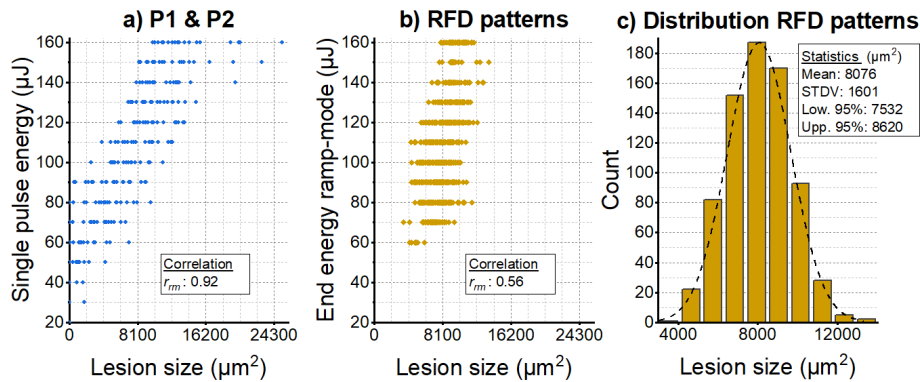 a) P1 & P2
Single pulse energy (µJ)
160
140
120
100
80
60
40
20
0
8100
16200
24300
Lesion size (µm²)
Correlation
rrm : 0.92
b) RFD patterns
End energy ramp-mode (µJ)
160
140
120
100
80
60
40
20
0
8100
16200
24300
Lesion size (µm²)
Correlation
rrm : 0.56
c) Distribution RFD patterns
Count
180
160
140
120
100
80
60
40
20
0
4000
8000
12000
Lesion size (µm²)
Statistics (µm²)
Mean: 8076
STDV: 1601
Low. 95%: 7532
Upp. 95%: 8620